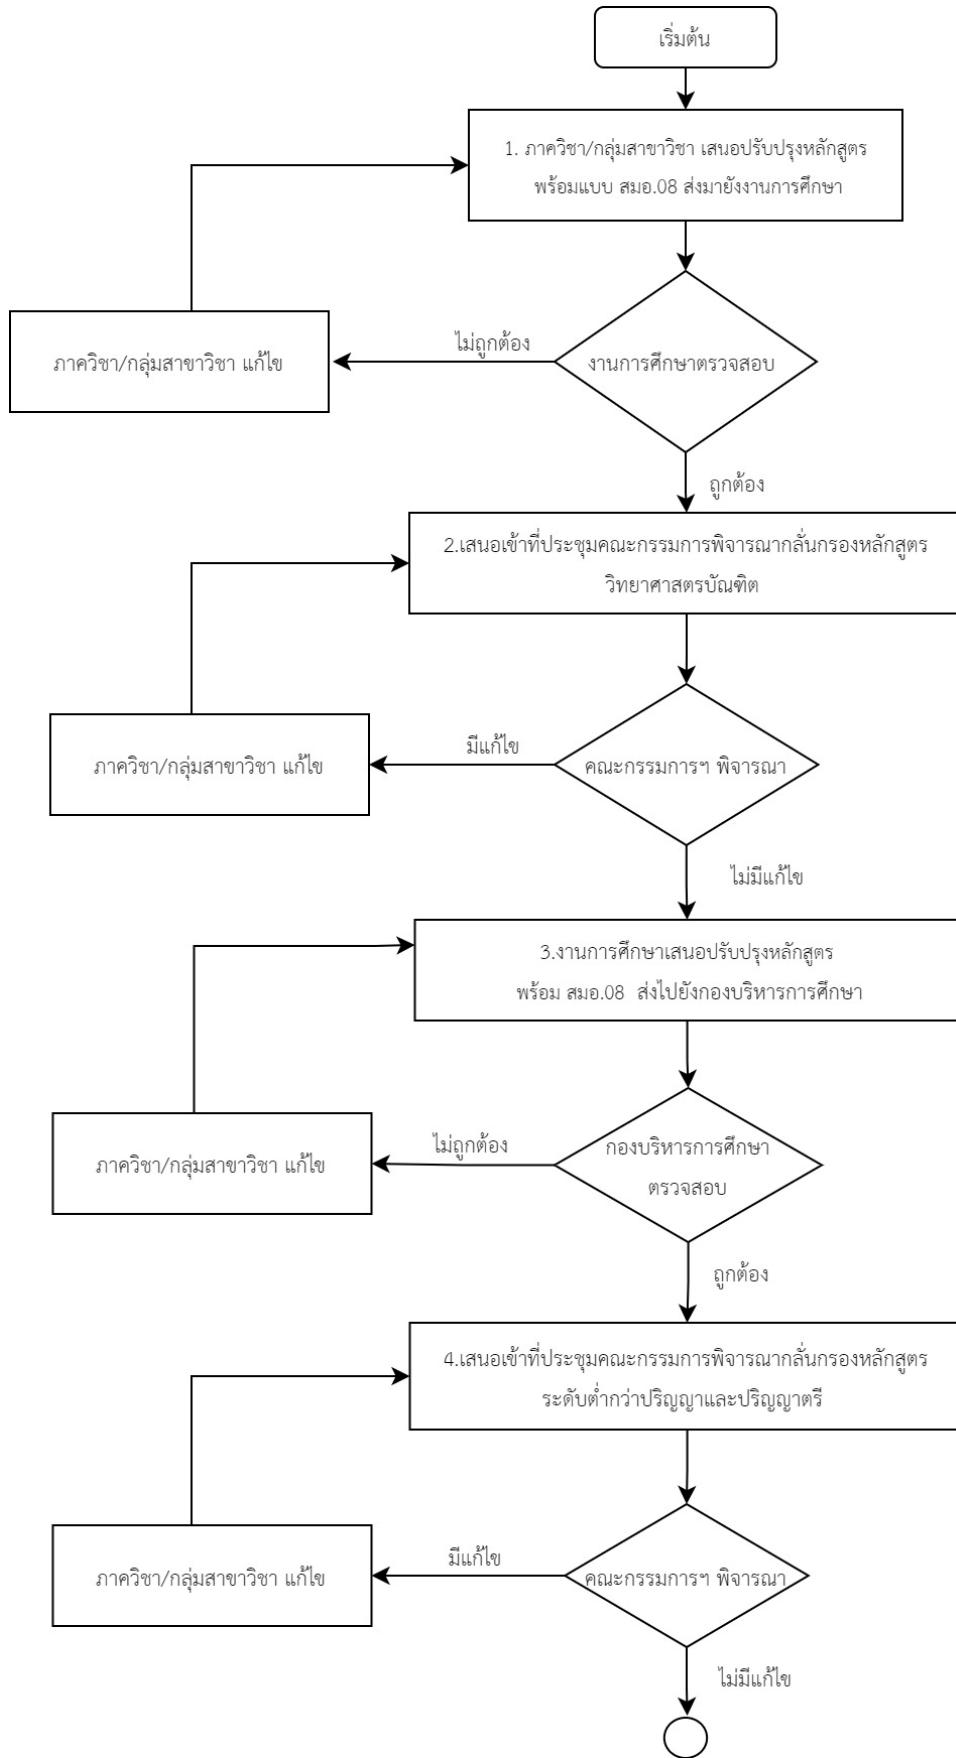 เริ่มต้น
1. ภาควิชา/กลุ่มสาขาวิชา เสนอปรับปรุงหลักสูตร
พร้อมแบบ สมอ.08 ส่งมายังงานการศึกษา
ไม่ถูกต้อง
ภาควิชา/กลุ่มสาขาวิชา แก้ไข
งานการศึกษาตรวจสอบ
ถูกต้อง
2.เสนอเข้าที่ประชุมคณะกรรมการพิจารณากลั่นกรองหลักสูตร
วิทยาศาสตรบัณฑิต
มีแก้ไข
ภาควิชา/กลุ่มสาขาวิชา แก้ไข
คณะกรรมการฯ พิจารณา
ไม่มีแก้ไข
3.งานการศึกษาเสนอปรับปรุงหลักสูตร
พร้อม สมอ.08 ส่งไปยังกองบริหารการศึกษา
ไม่ถูกต้อง
ภาควิชา/กลุ่มสาขาวิชา แก้ไข
กองบริหารการศึกษา
ตรวจสอบ
ถูกต้อง
4.เสนอเข้าที่ประชุมคณะกรรมการพิจารณากลั่นกรองหลักสูตร
ระดับต่ำกว่าปริญญาและปริญญาตรี
มีแก้ไข
ภาควิชา/กลุ่มสาขาวิชา แก้ไข
คณะกรรมการฯ พิจารณา
ไม่มีแก้ไข